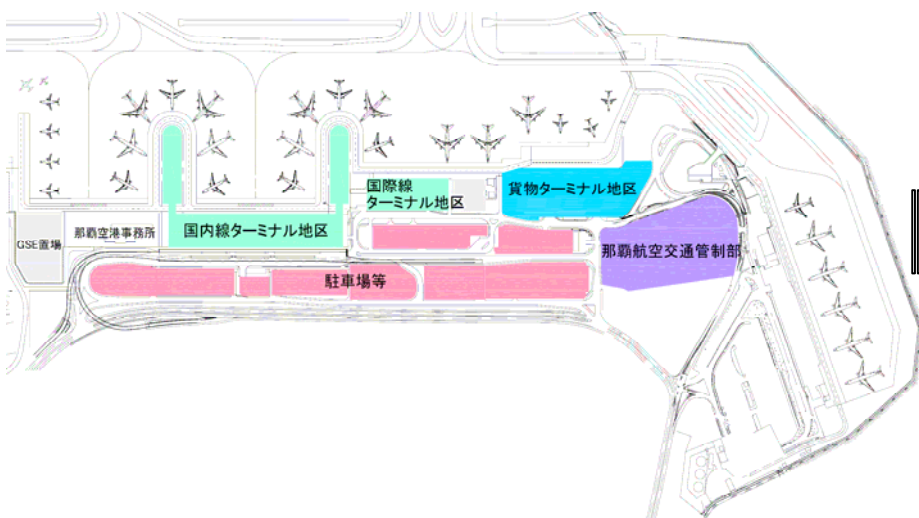 国際線
ターミナル地区
貨物ターミナル地区
GSE置場
那覇空港事務所
国内線ターミナル地区
那覇航空交通管制部
駐車場等